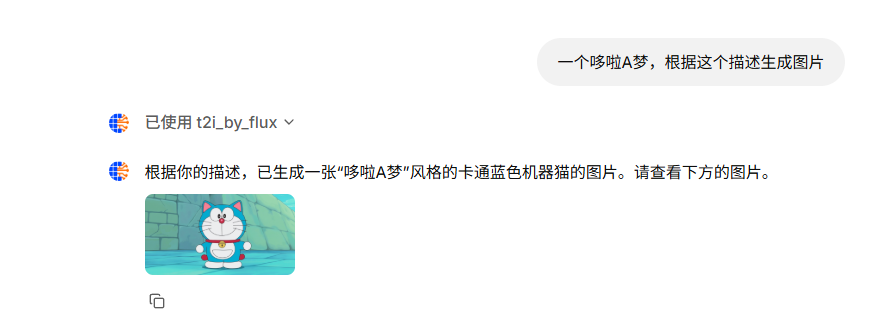 一个哆啦A梦，根据这个描述生成图片
已使用 t2i_by_flux
根据你的描述，已生成一张“哆啦A梦”风格的卡通蓝色机器猫的图片。请查看下方的图片。